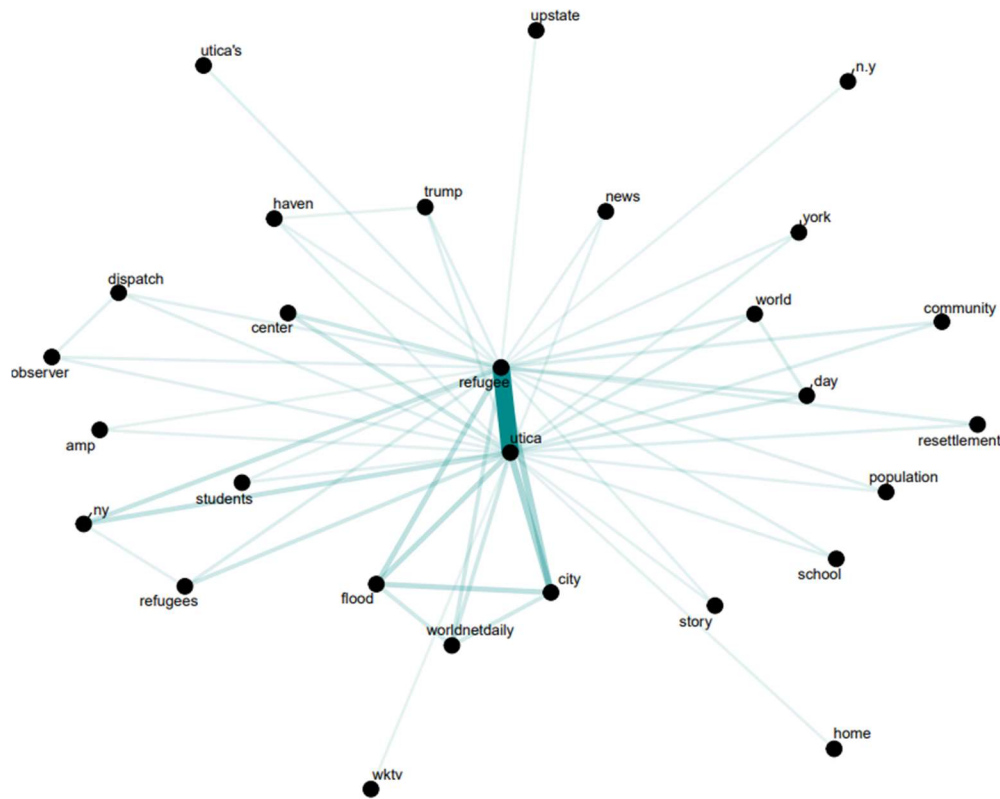 upstate
utica's
n.y
trump
news
haven
york
dispatch
world
community
center
observer
refugee
day
utica
resettlement
amp
population
students
ny
school
city
flood
refugees
story
worldnetdaily
home
wktv